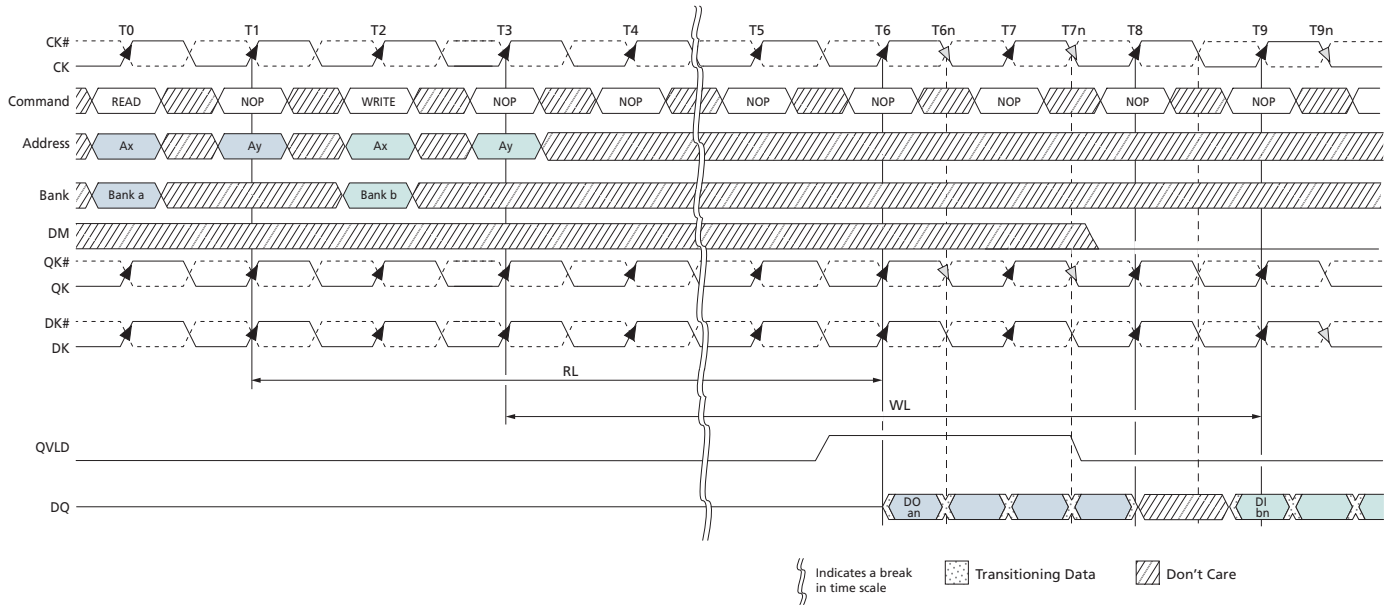 T0 T1 T2 T3 T4 T5 T6 T6n T7 T7n T8 T9 T9n
CK#
CK
Command READ NOP WRITE NOP NOP NOP NOP NOP NOP NOP
Address Ax Ay Ax Ay
Bank Bank a Bank b
DM
QK#
QK
DK#
DK
RL
WL
QVLD
DQ DO an DI bn
Indicates a break in time scale
Transitioning Data
Don't Care